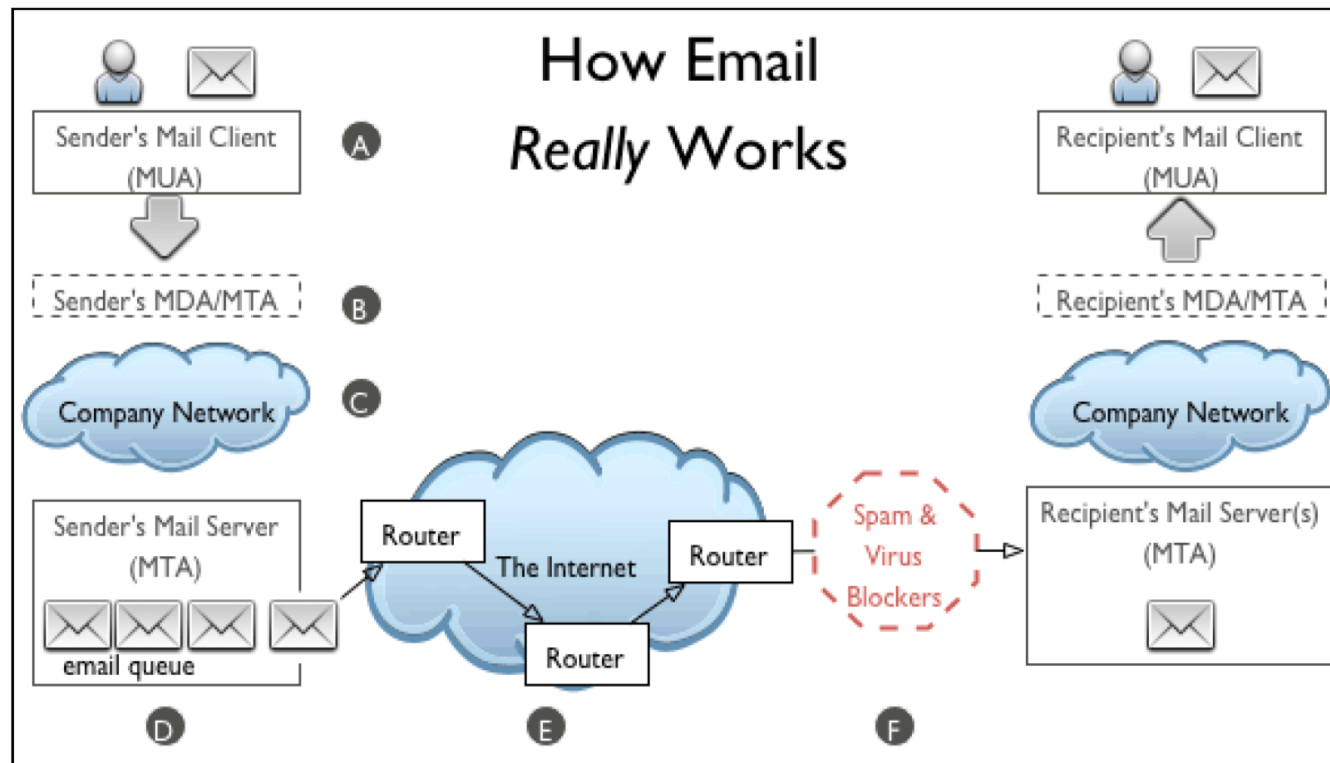 How Email
Really Works
Sender's Mail Client
(MUA)
A
Sender's MDA/MTA
B
Company Network
C
Sender's Mail Server
(MTA)
email queue
D
Router
The Internet
Router
Router
E
Spam &
Virus
Blockers
F
Recipient's Mail Client
(MUA)
Recipient's MDA/MTA
Company Network
Recipient's Mail Server(s)
(MTA)